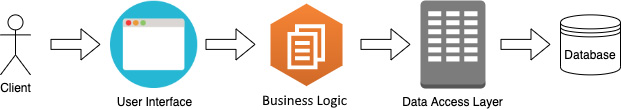 Client
User Interface
Business Logic
Data Access Layer
Database